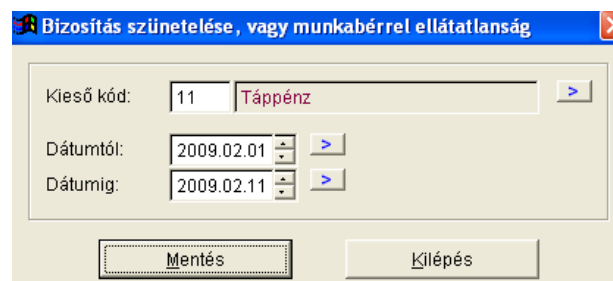 Bizosítás szünetelése, vagy munkabérrel ellátatlanság
Kieső kód: 11 Táppénz >
Dátumtól: 2009.02.01 >
Dátumig: 2009.02.11 >
Mentés Kilépés